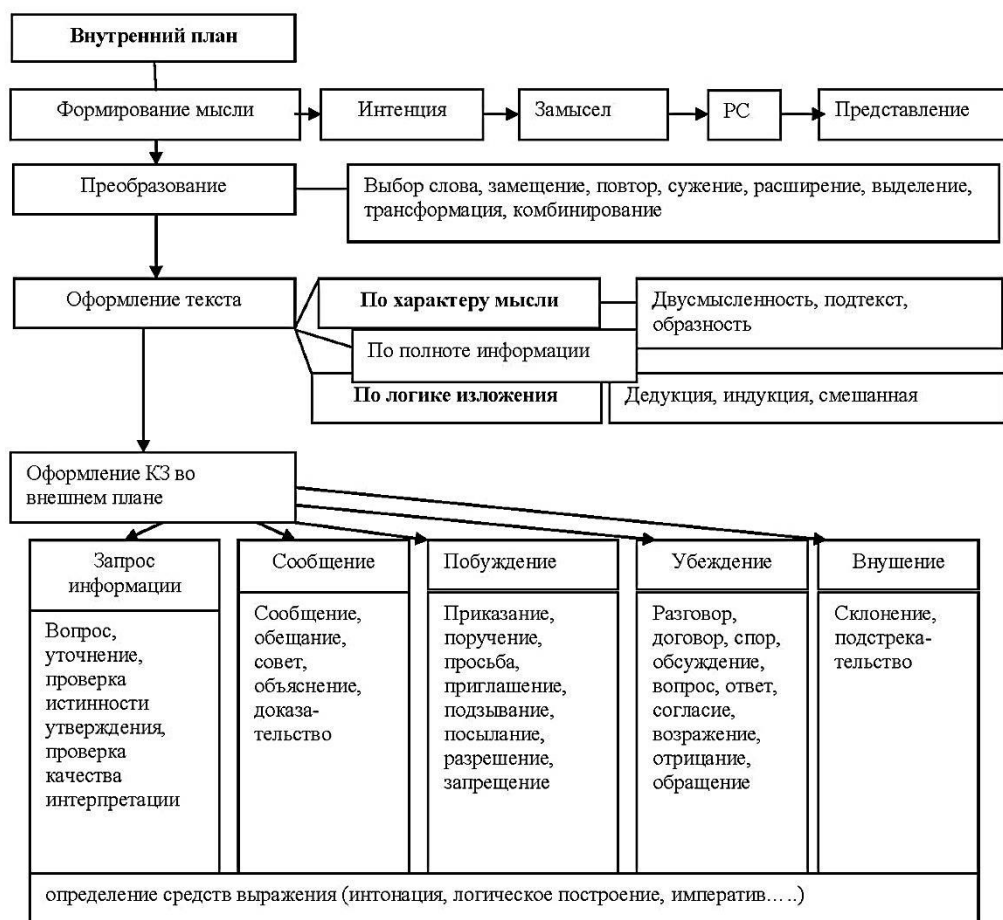 Внутренний план
Формирование мысли
Интенция
Замысел
РС
Представление
Преобразование
Выбор слова, замещение, повтор, сужение, расширение, выделение,
трансформация, комбинирование
Оформление текста
По характеру мысли
Двусмысленность, подтекст,
образность
По полноте информации
По логике изложения
Дедукция, индукция, смешанная
Оформление КЗ во
внешнем плане
Запрос
информации
Вопрос,
уточнение,
проверка
истинности
утверждения,
проверка
качества
интерпретации
Сообщение
Сообщение,
обещание,
совет,
объяснение,
доказа-
тельство
Побуждение
Приказание,
поручение,
просьба,
приглашение,
подзывание,
посылание,
разрешение,
запрещение
Убеждение
Разговор,
договор, спор,
обсуждение,
вопрос, ответ,
согласие,
возражение,
отрицание,
обращение
Внушение
Склонение,
подстрека-
тельство
определение средств выражения (интонация, логическое построение, императив…..)